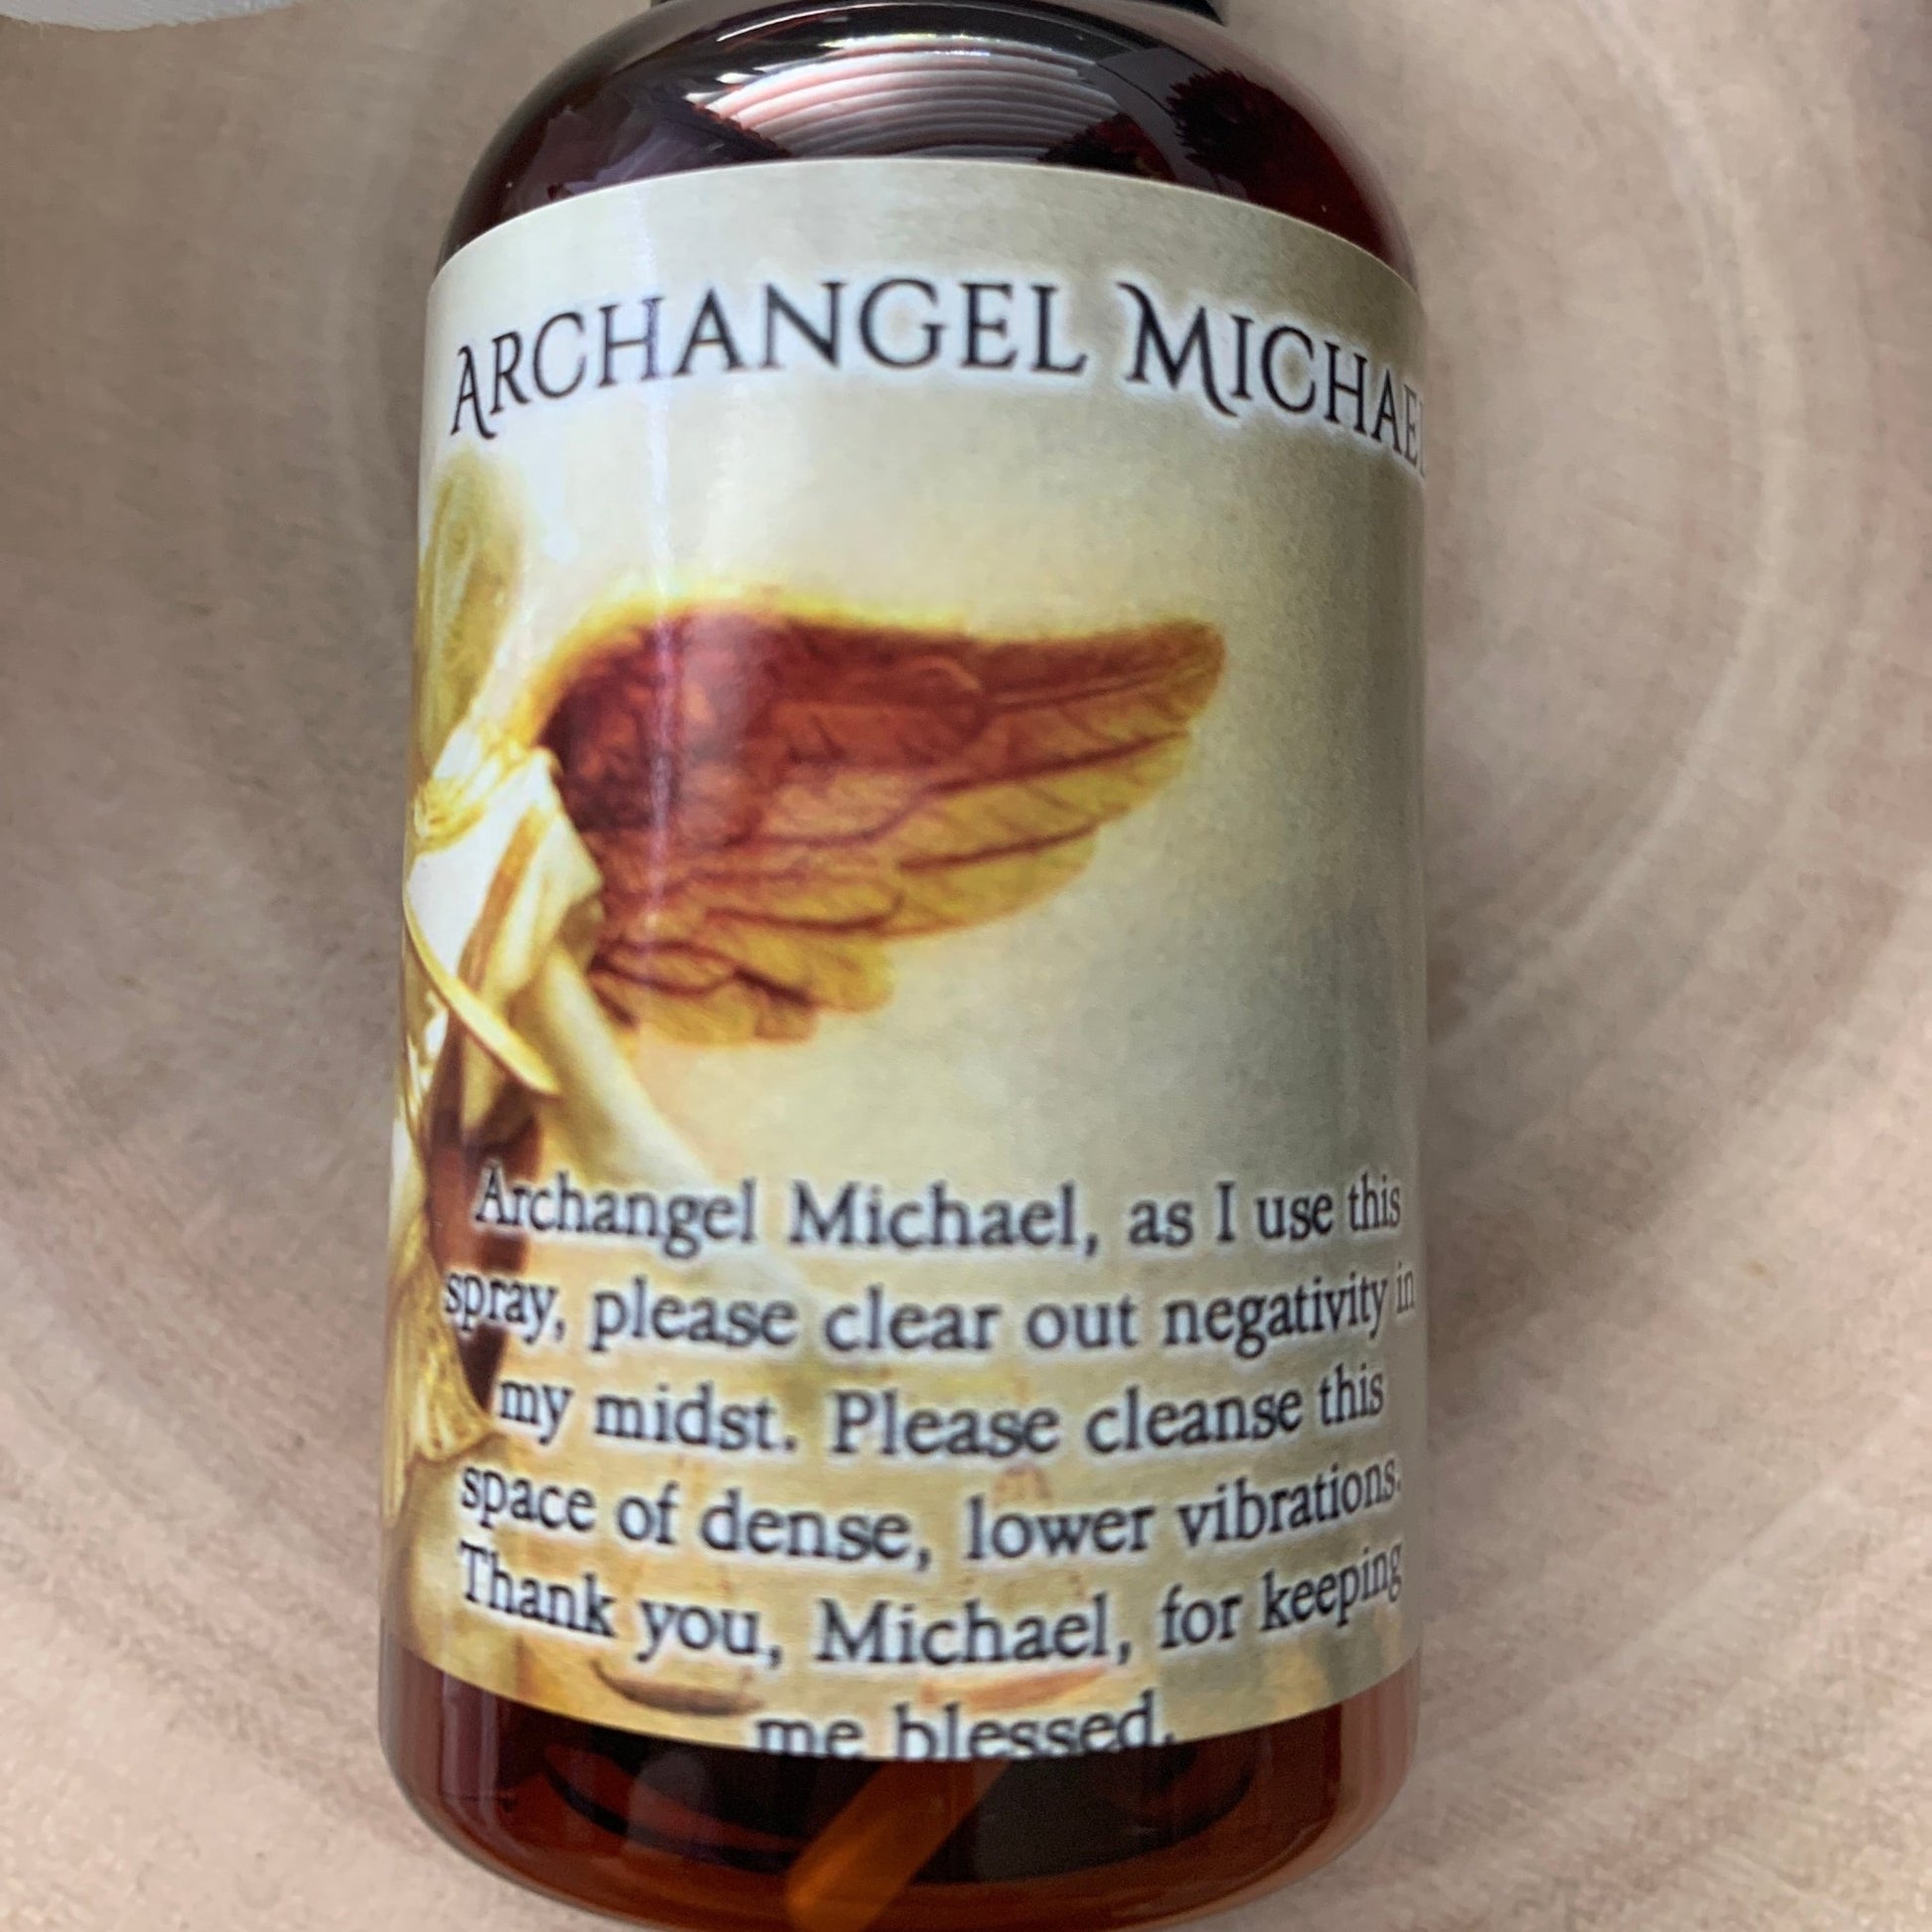 ARCHANGEL MICHAEL
Archangel Michael, as I use this
spray, please clear out negativity in
my midst. Please cleanse this
space of dense, lower vibrations.
Thank you, Michael, for keeping
me blessed.